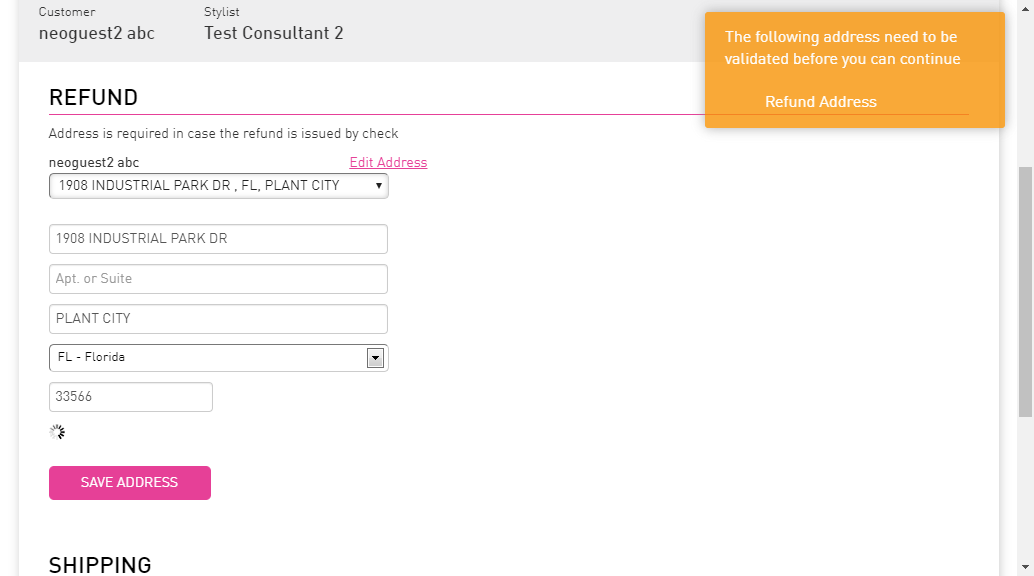 Customer
Stylist
neoguest2 abc
Test Consultant 2
The following address need to be
validated before you can continue
Refund Address
REFUND
Address is required in case the refund is issued by check
neoguest2 abc
Edit Address
1908 INDUSTRIAL PARK DR , FL, PLANT CITY
1908 INDUSTRIAL PARK DR
Apt. or Suite
PLANT CITY
FL - Florida
33566
SAVE ADDRESS
SHIPPING